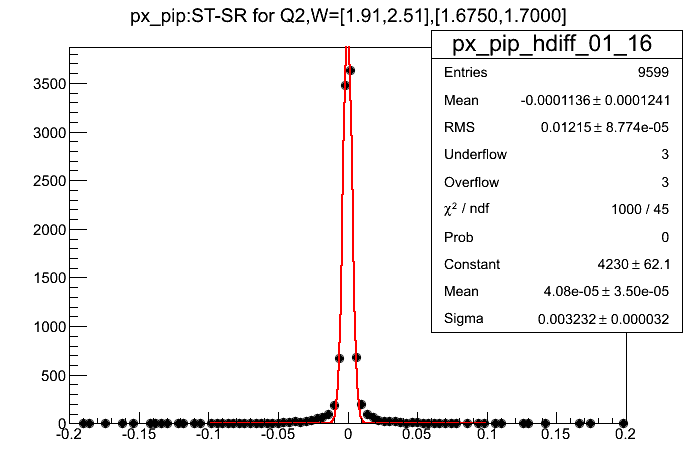 px_pip:ST-SR for Q2,W=[1.91,2.51],[1.6750,1.7000]
px_pip_hdiff_01_16
Entries 9599
Mean -0.0001136 ± 0.0001241
RMS 0.01215 ± 8.774e-05
Underflow 3
Overflow 3
χ² / ndf 1000 / 45
Prob 0
Constant 4230 ± 62.1
Mean 4.08e-05 ± 3.50e-05
Sigma 0.003232 ± 0.000032
3500
3000
2500
2000
1500
1000
500
0
-0.2 -0.15 -0.1 -0.05 0 0.05 0.1 0.15 0.2